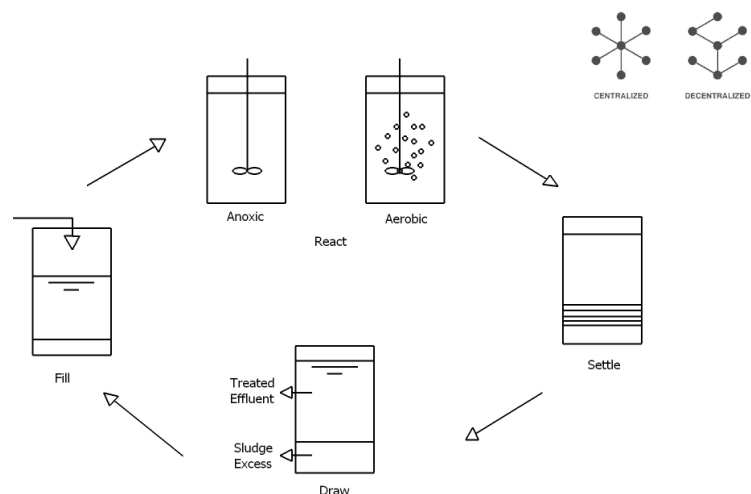 CENTRALIZED
DECENTRALIZED
Anoxic
Aerobic
React
Fill
Settle
Treated
Effluent
Sludge
Excess
Draw